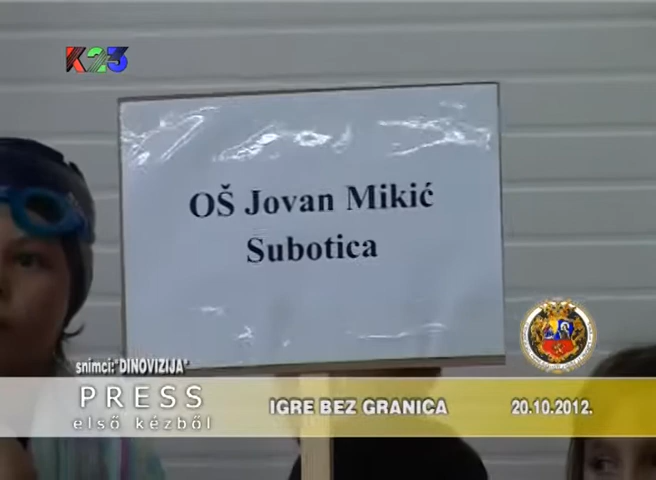 K23
OŠ Jovan Mikić
Subotica
snimci:"DINOVIZIJA"
PRESS
első kézből
IGRE BEZ GRANICA
20.10.2012.